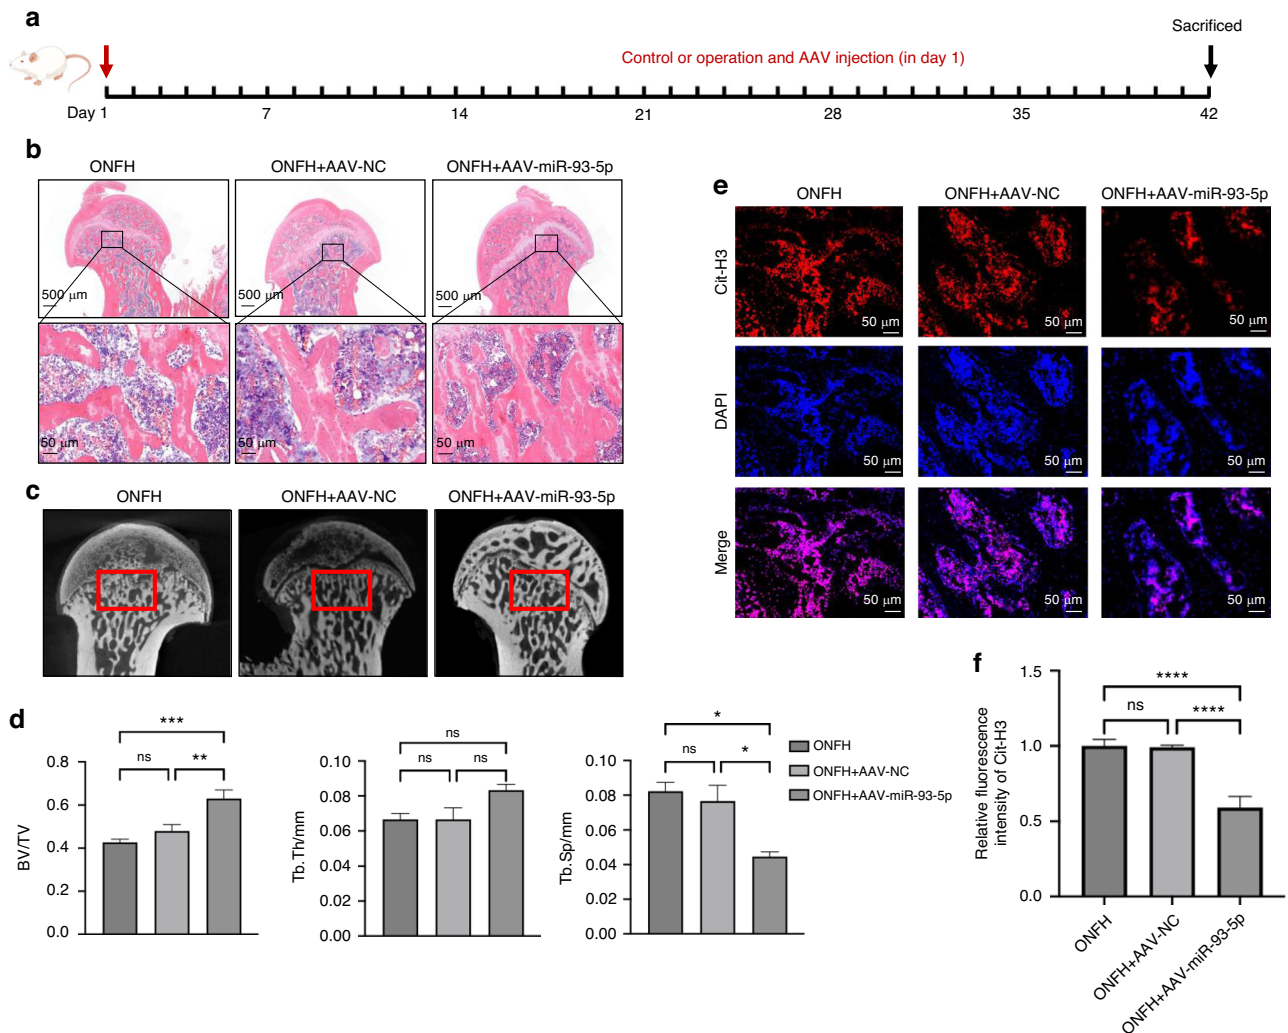 a
Sacrificed
Control or operation and AAV injection (in day 1)
Day 1 7 14 21 28 35 42
b
ONFH ONFH+AAV-NC ONFH+AAV-miR-93-5p
500 μm 500 μm 500 μm
50 μm 50 μm 50 μm
c
ONFH ONFH+AAV-NC ONFH+AAV-miR-93-5p
d
BV/TV
0.8
0.6
0.4
0.2
0.0
***
ns **
Tb.Th/mm
0.10
0.08
0.06
0.04
0.02
0.00
ns
ns ns
Tb.Sp/mm
0.10
0.08
0.06
0.04
0.02
0.00
*
ns *
ONFH
ONFH+AAV-NC
ONFH+AAV-miR-93-5p
e
ONFH ONFH+AAV-NC ONFH+AAV-miR-93-5p
Cit-H3
50 μm 50 μm 50 μm
DAPI
50 μm 50 μm 50 μm
Merge
50 μm 50 μm 50 μm
f
Relative fluorescence
intensity of Cit-H3
1.5
1.0
0.5
0.0
****
ns ****
ONFH
ONFH+AAV-NC
ONFH+AAV-miR-93-5p